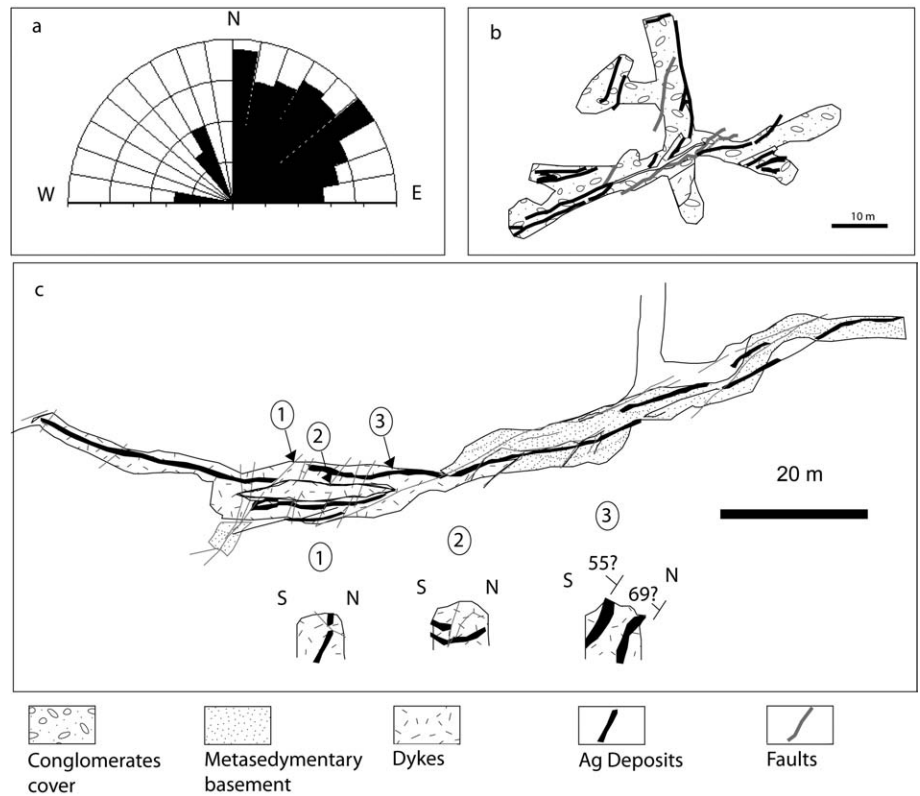 a
N
W
E
b
10 m
c
1
2
3
20 m
1
2
3
S N
S N
S 55? N
69?
Conglomerates
cover
Metasedymentary
basement
Dykes
Ag Deposits
Faults